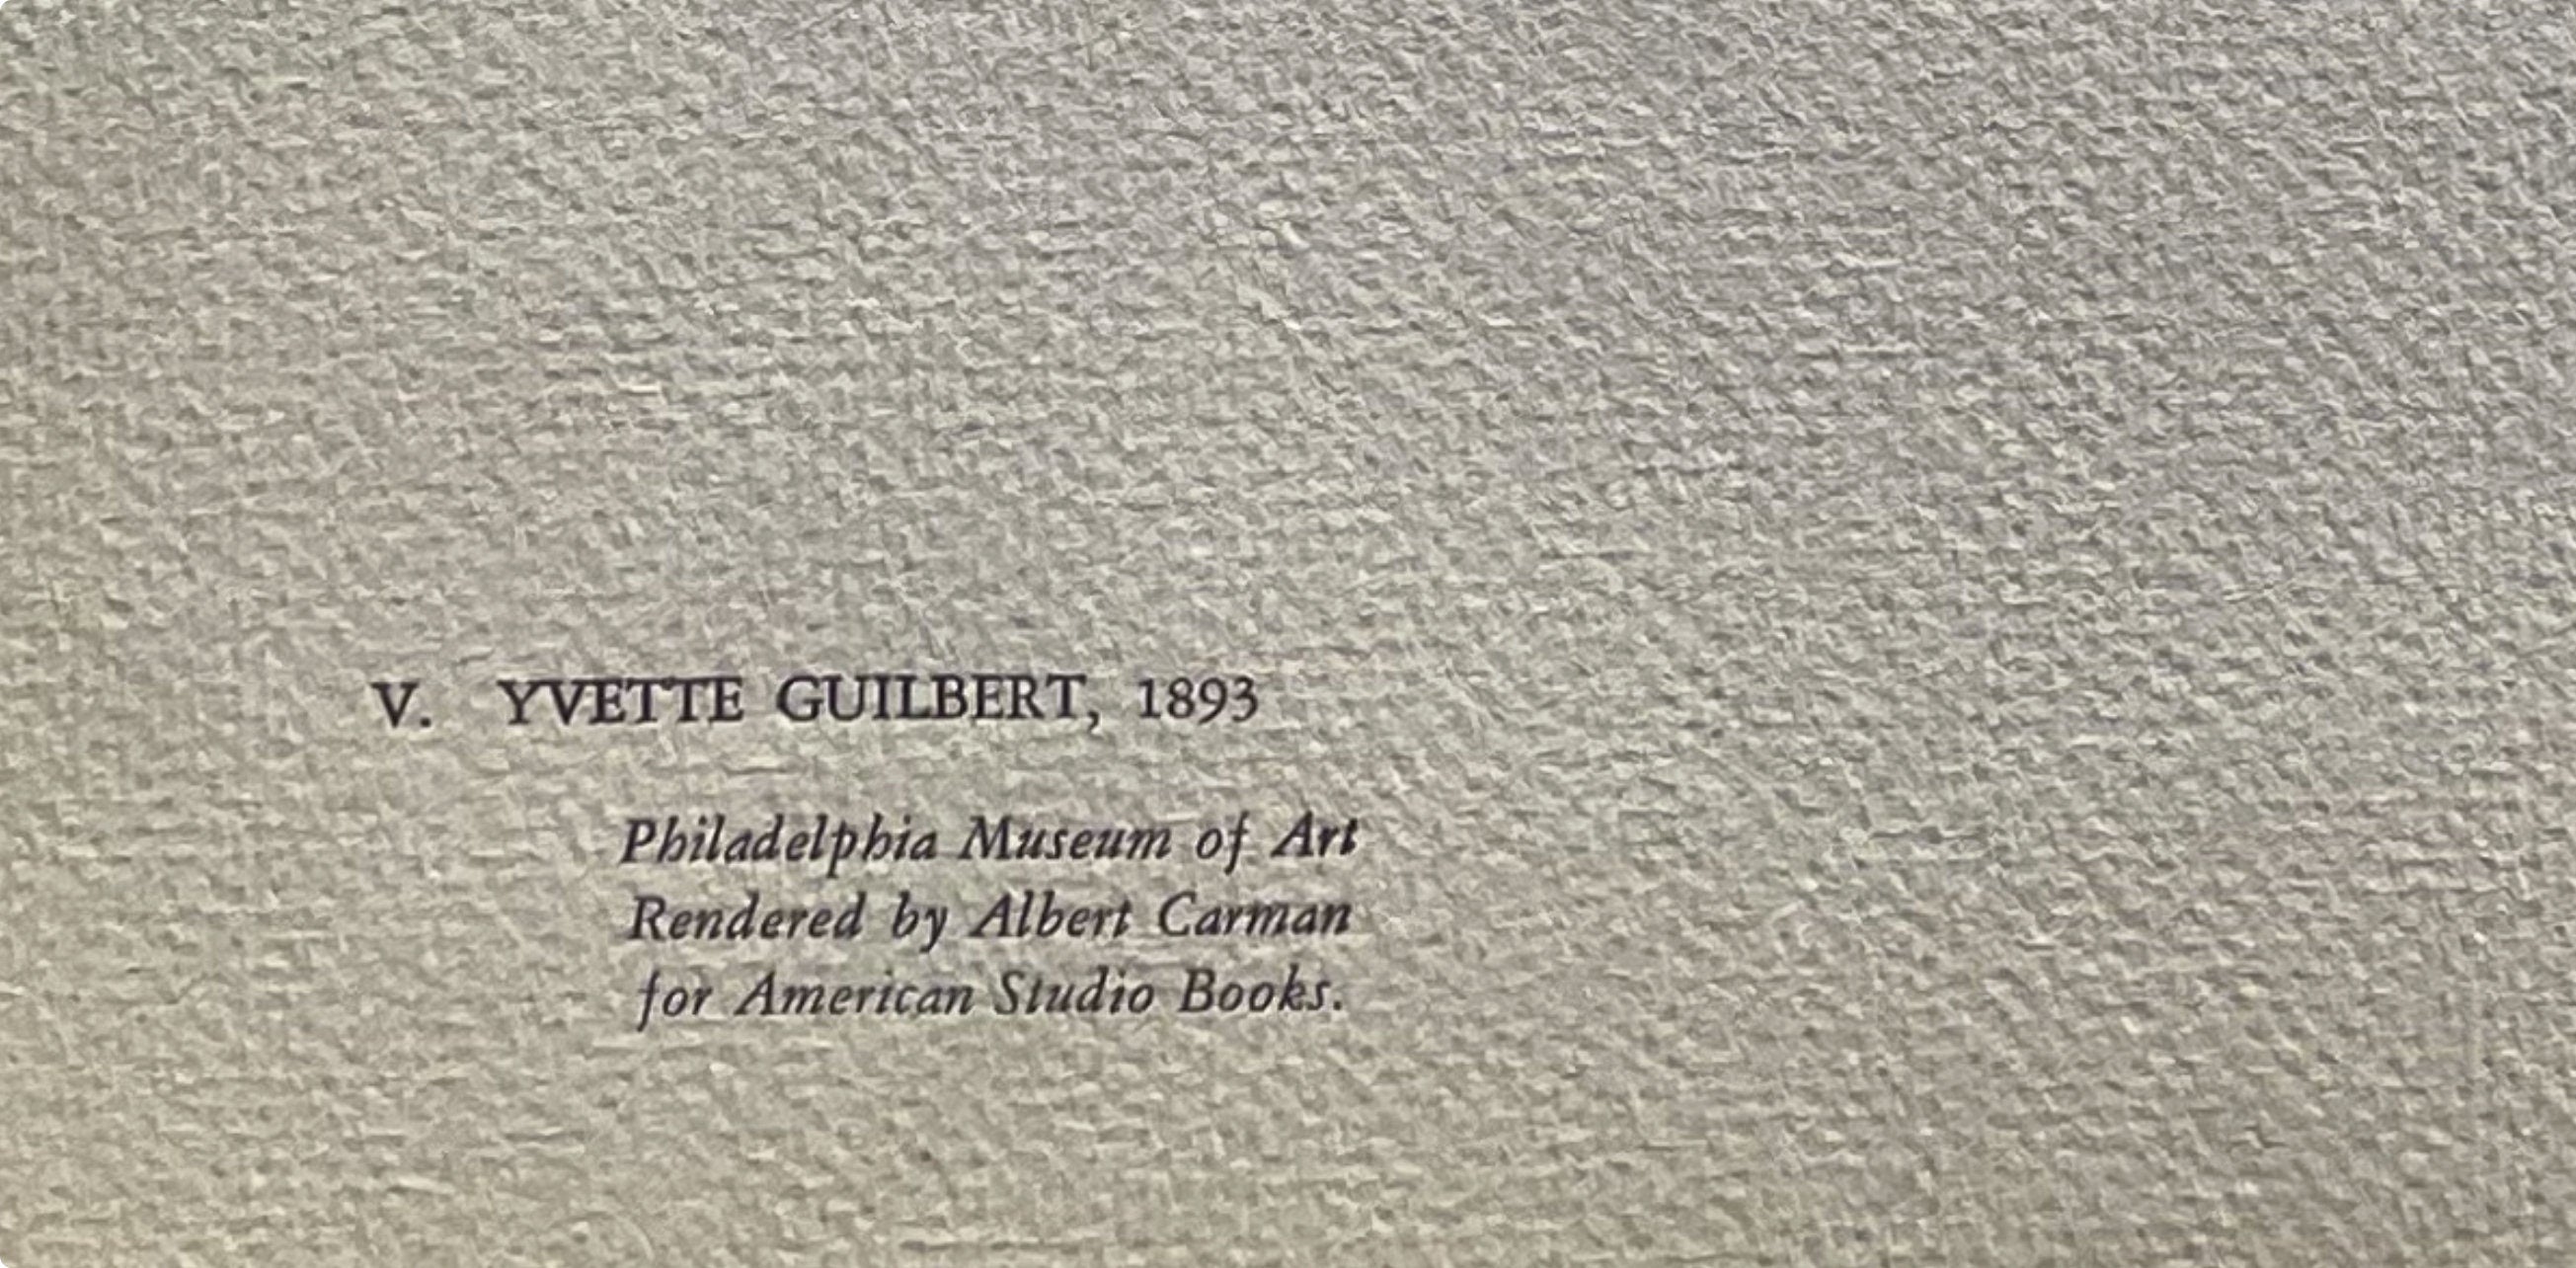 V. YVETTE GUILBERT, 1893
Philadelphia Museum of Art
Rendered by Albert Carman
for American Studio Books.